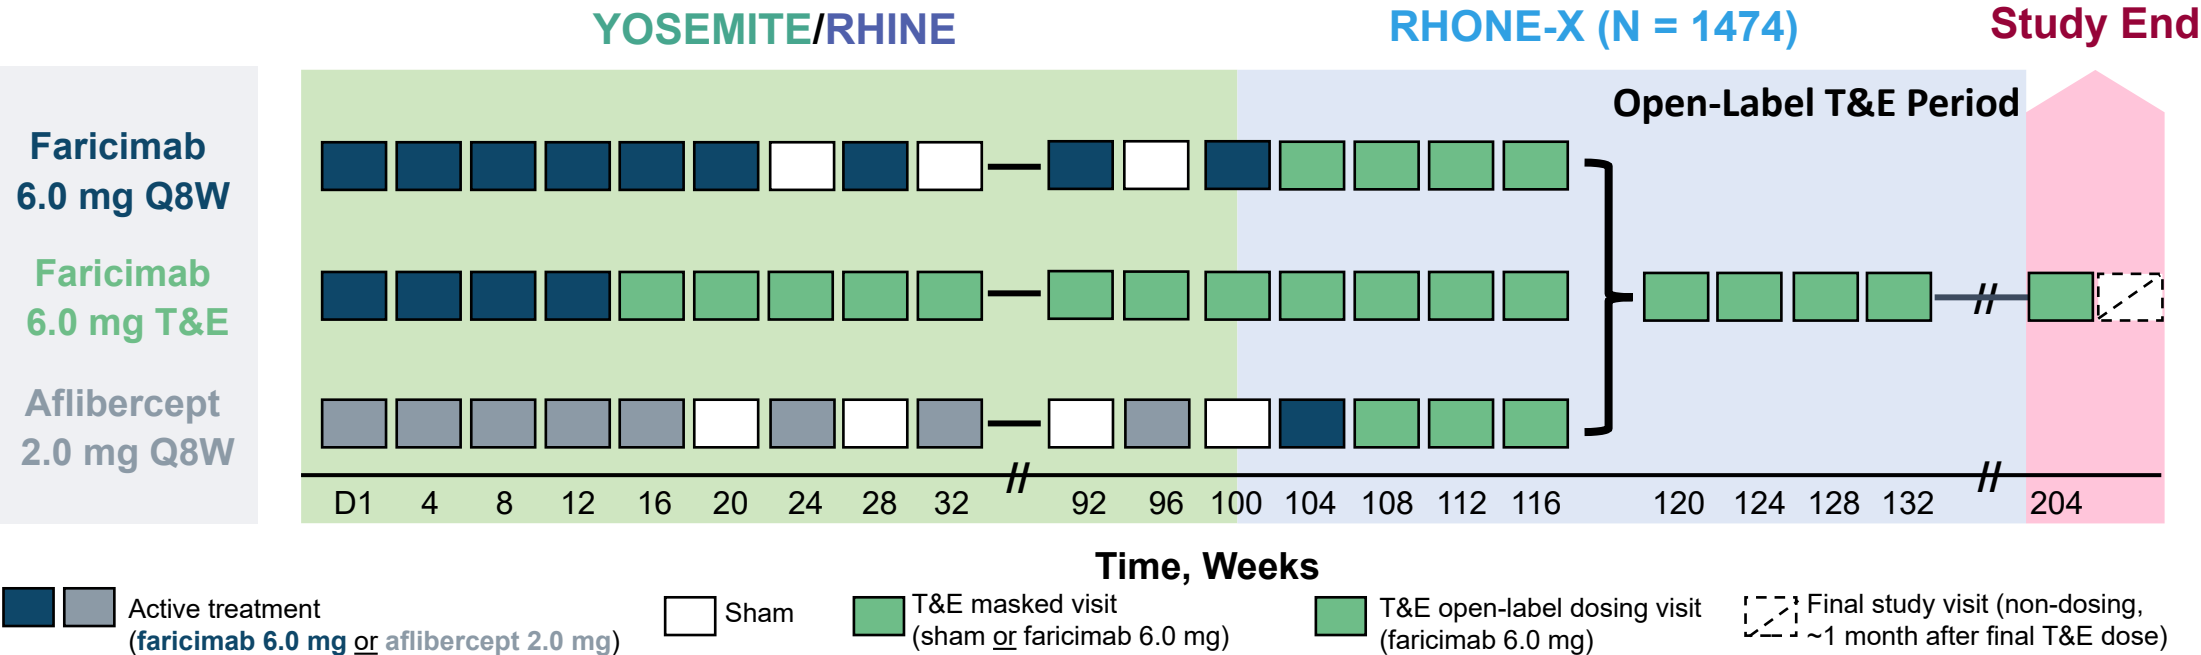 YOSEMITE/RHINE
RHONE-X (N = 1474)
Study End
Open-Label T&E Period
Faricimab
6.0 mg Q8W
Faricimab
6.0 mg T&E
Aflibercept
2.0 mg Q8W
D1 4 8 12 16 20 24 28 32 // 92 96 100 104 108 112 116 120 124 128 132 // 204
Time, Weeks
Active treatment
(faricimab 6.0 mg or aflibercept 2.0 mg)
Sham
T&E masked visit
(sham or faricimab 6.0 mg)
T&E open-label dosing visit
(faricimab 6.0 mg)
Final study visit (non-dosing,
~1 month after final T&E dose)